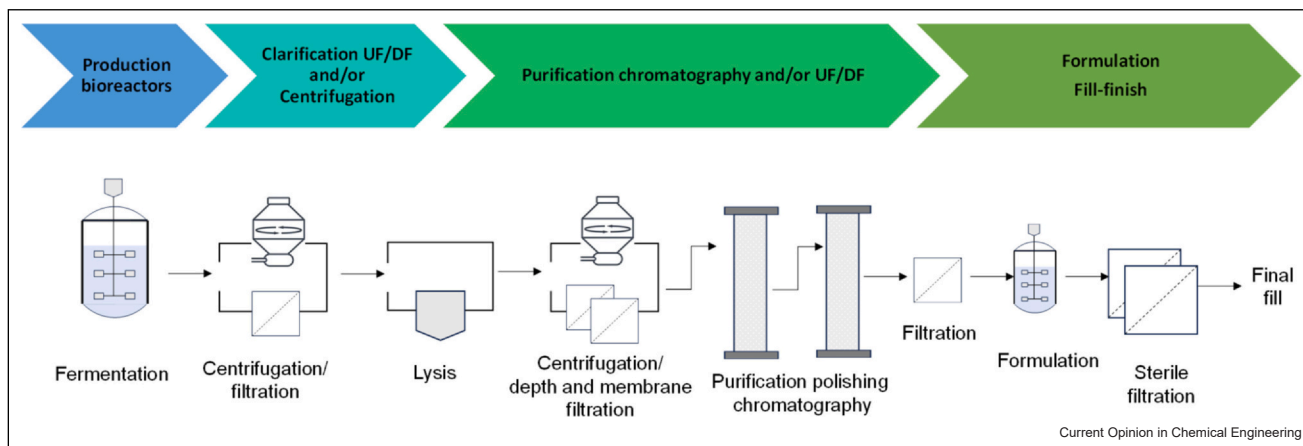 Production
bioreactors
Clarification UF/DF
and/or
Centrifugation
Purification chromatography and/or UF/DF
Formulation
Fill-finish
Fermentation
Centrifugation/
filtration
Lysis
Centrifugation/
depth and membrane
filtration
Purification polishing
chromatography
Filtration
Formulation
Sterile
filtration
Final
fill
Current Opinion in Chemical Engineering